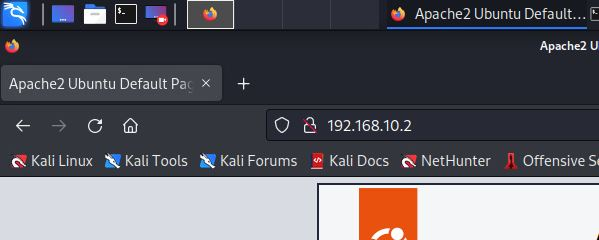 Apache2 Ubuntu Default...
Apache2 U
Apache2 Ubuntu Default Pag
192.168.10.2
Kali Linux Kali Tools Kali Forums Kali Docs NetHunter Offensive Se